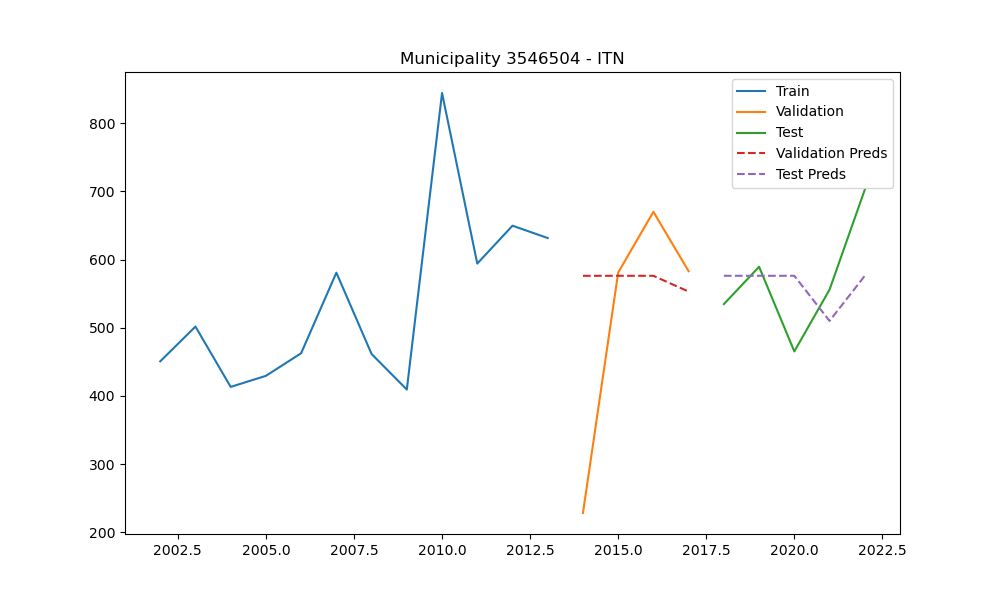 Municipality 3546504 - ITN
Train
Validation
Test
Validation Preds
Test Preds
800
700
600
500
400
300
200
2002.5 2005.0 2007.5 2010.0 2012.5 2015.0 2017.5 2020.0 2022.5